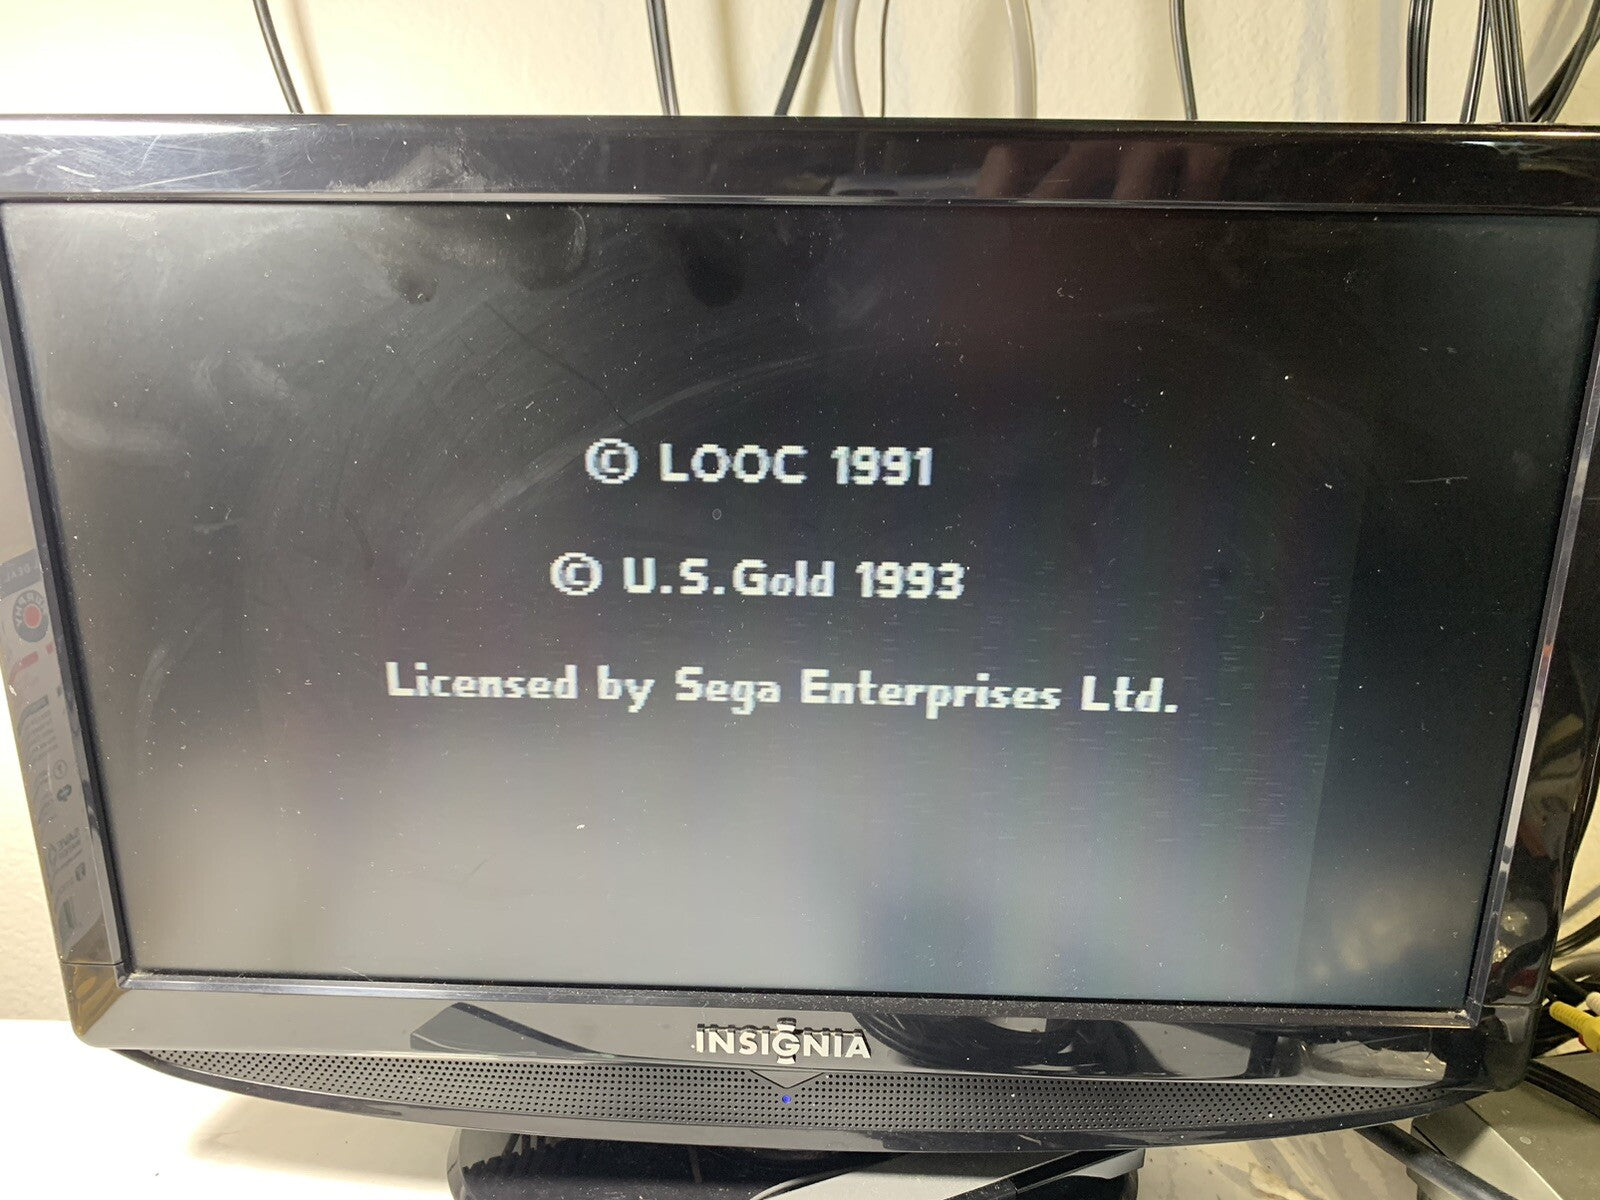 © LOOC 1991
© U.S.Gold 1993
Licensed by Sega Enterprises Ltd.
INSIGNIA